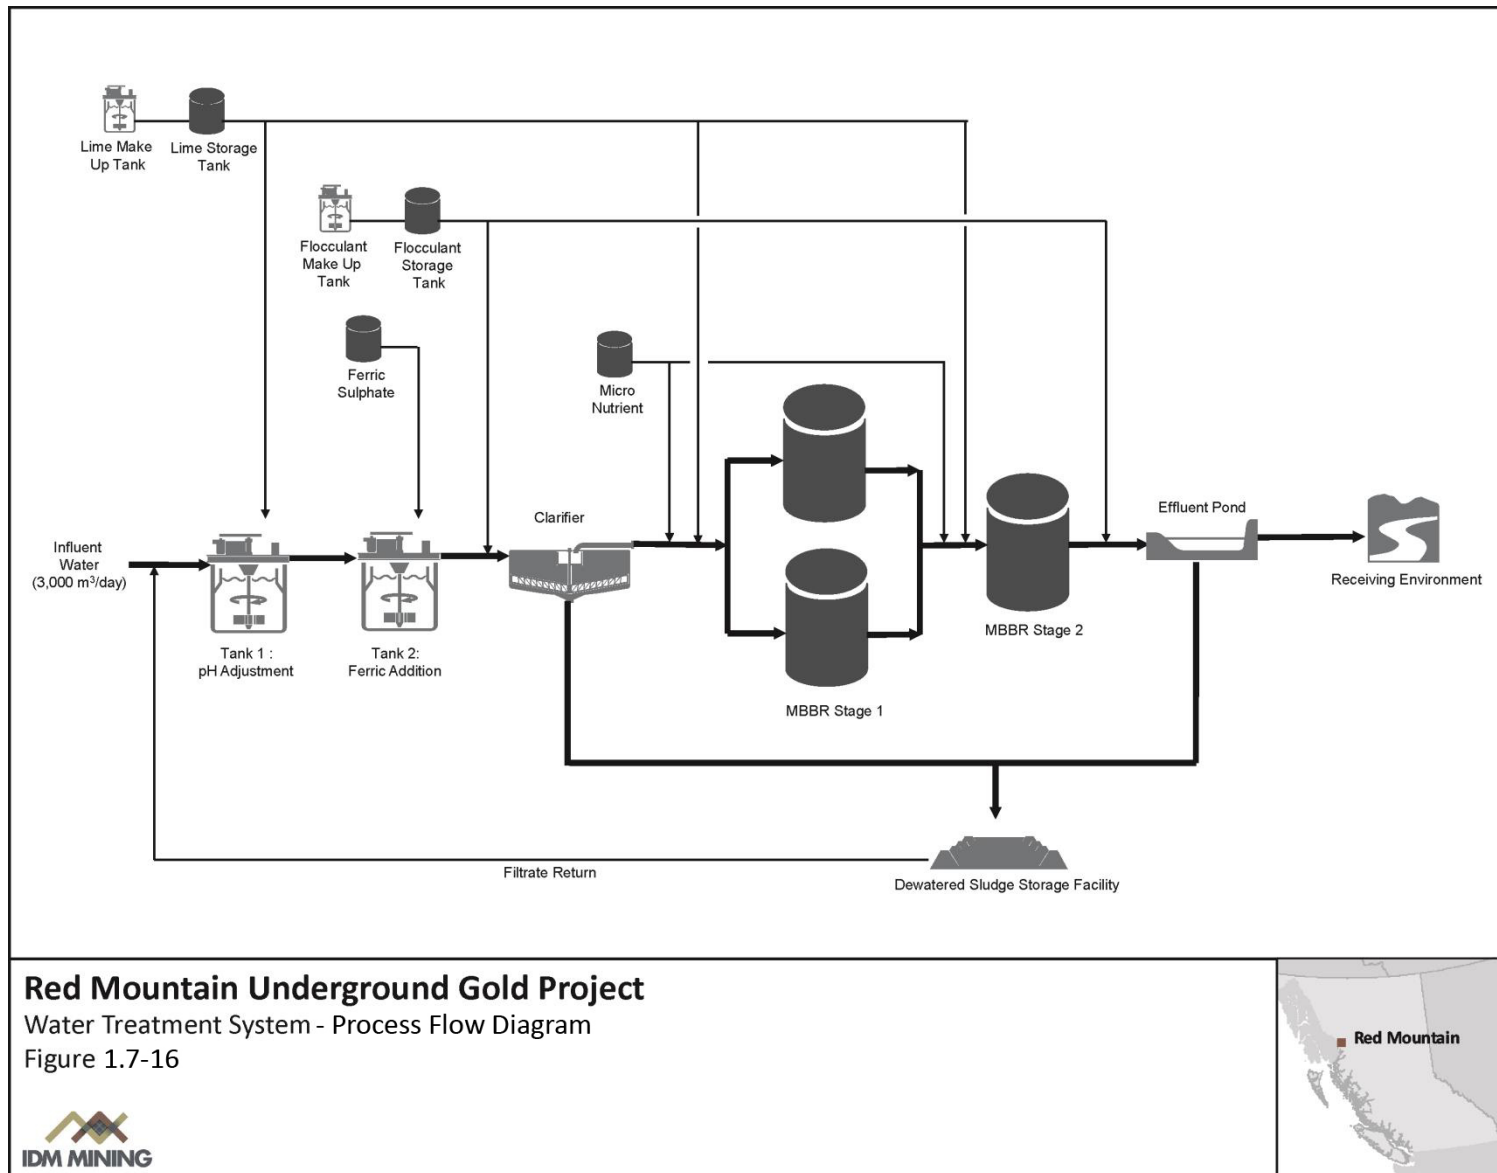 Lime Make
Up Tank
Lime Storage
Tank
Flocculant
Make Up
Tank
Flocculant
Storage
Tank
Ferric
Sulphate
Micro
Nutrient
Influent
Water
(3,000 m³/day)
Tank 1 :
pH Adjustment
Tank 2:
Ferric Addition
Clarifier
MBBR Stage 1
MBBR Stage 2
Effluent Pond
Receiving Environment
Filtrate Return
Dewatered Sludge Storage Facility
Red Mountain Underground Gold Project
Water Treatment System - Process Flow Diagram
Figure 1.7-16
IDM MINING
Red Mountain